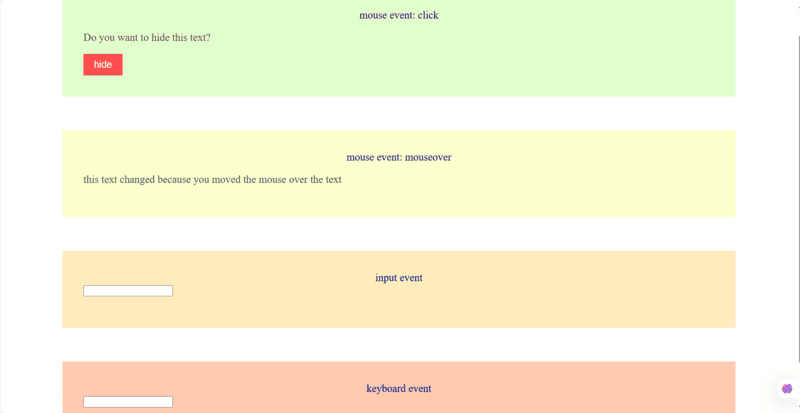 mouse event: click
Do you want to hide this text?
hide
mouse event: mouseover
this text changed because you moved the mouse over the text
input event
keyboard event